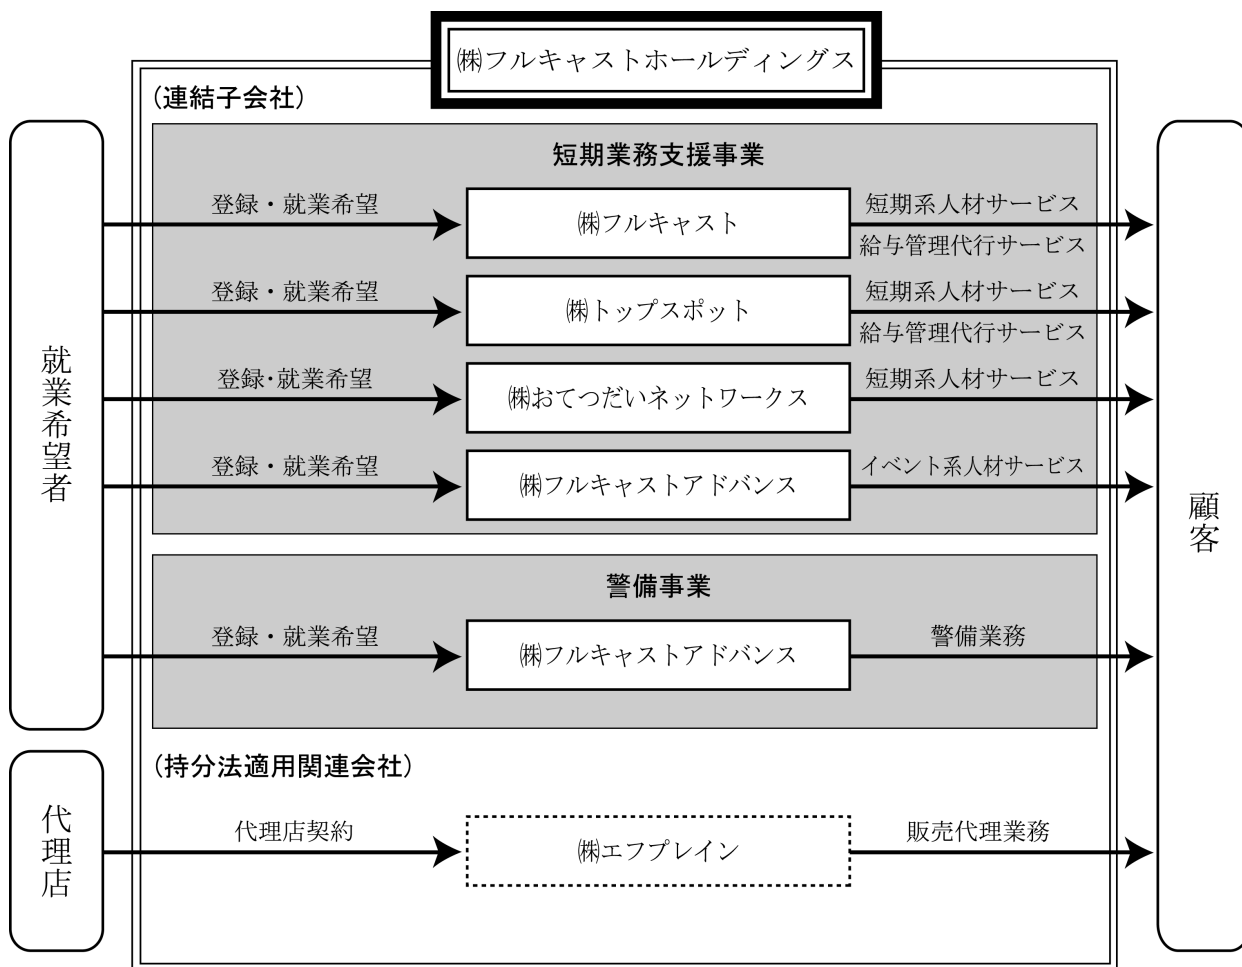 ㈱フルキャストホールディングス
(連結子会社)
短期業務支援事業
就業希望者
登録・就業希望
㈱フルキャスト
短期系人材サービス
給与管理代行サービス
登録・就業希望
㈱トップスポット
短期系人材サービス
給与管理代行サービス
登録・就業希望
㈱おてつだいネットワークス
短期系人材サービス
登録・就業希望
㈱フルキャストアドバンス
イベント系人材サービス
顧客
警備事業
登録・就業希望
㈱フルキャストアドバンス
警備業務
(持分法適用関連会社)
代理店
代理店契約
㈱エフプレイン
販売代理業務